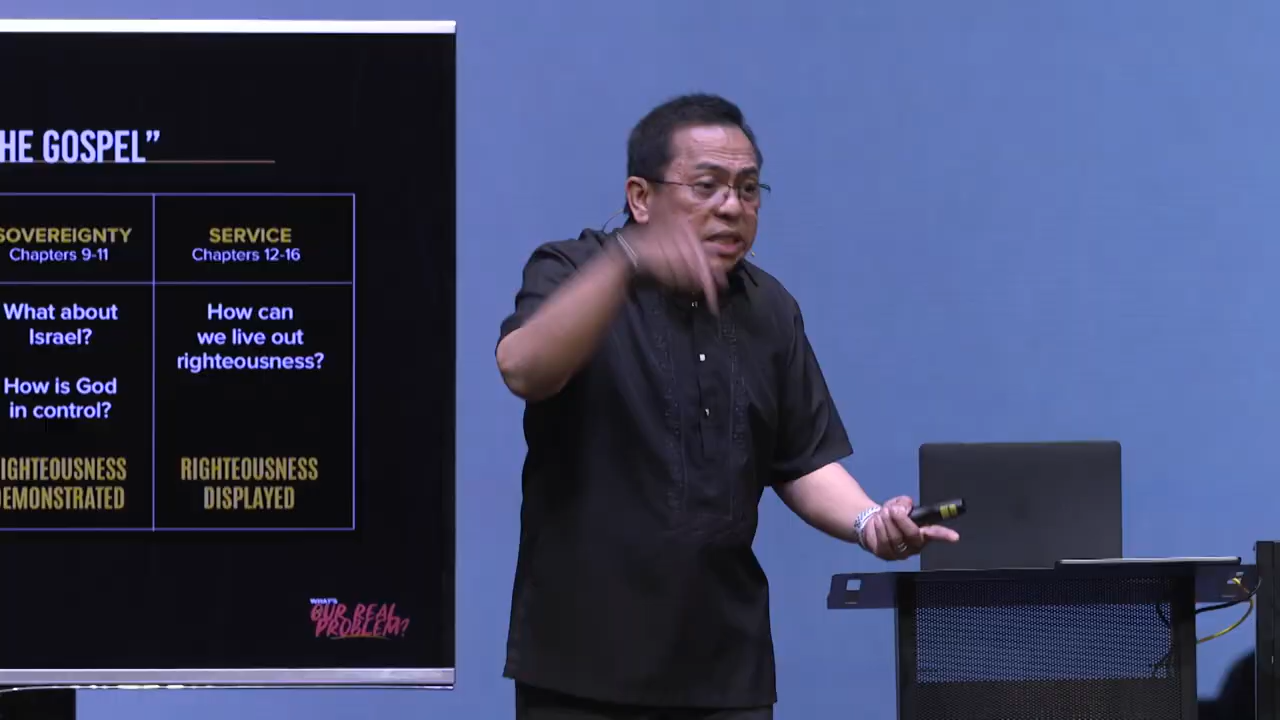 HE GOSPEL”
SOVEREIGNTY
Chapters 9-11
SERVICE
Chapters 12-16
What about
Israel?
How is God
in control?
How can
we live out
righteousness?
IGHTEOUSNESS
DEMONSTRATED
RIGHTEOUSNESS
DISPLAYED
WHAT'S
OUR REAL
PROBLEM?